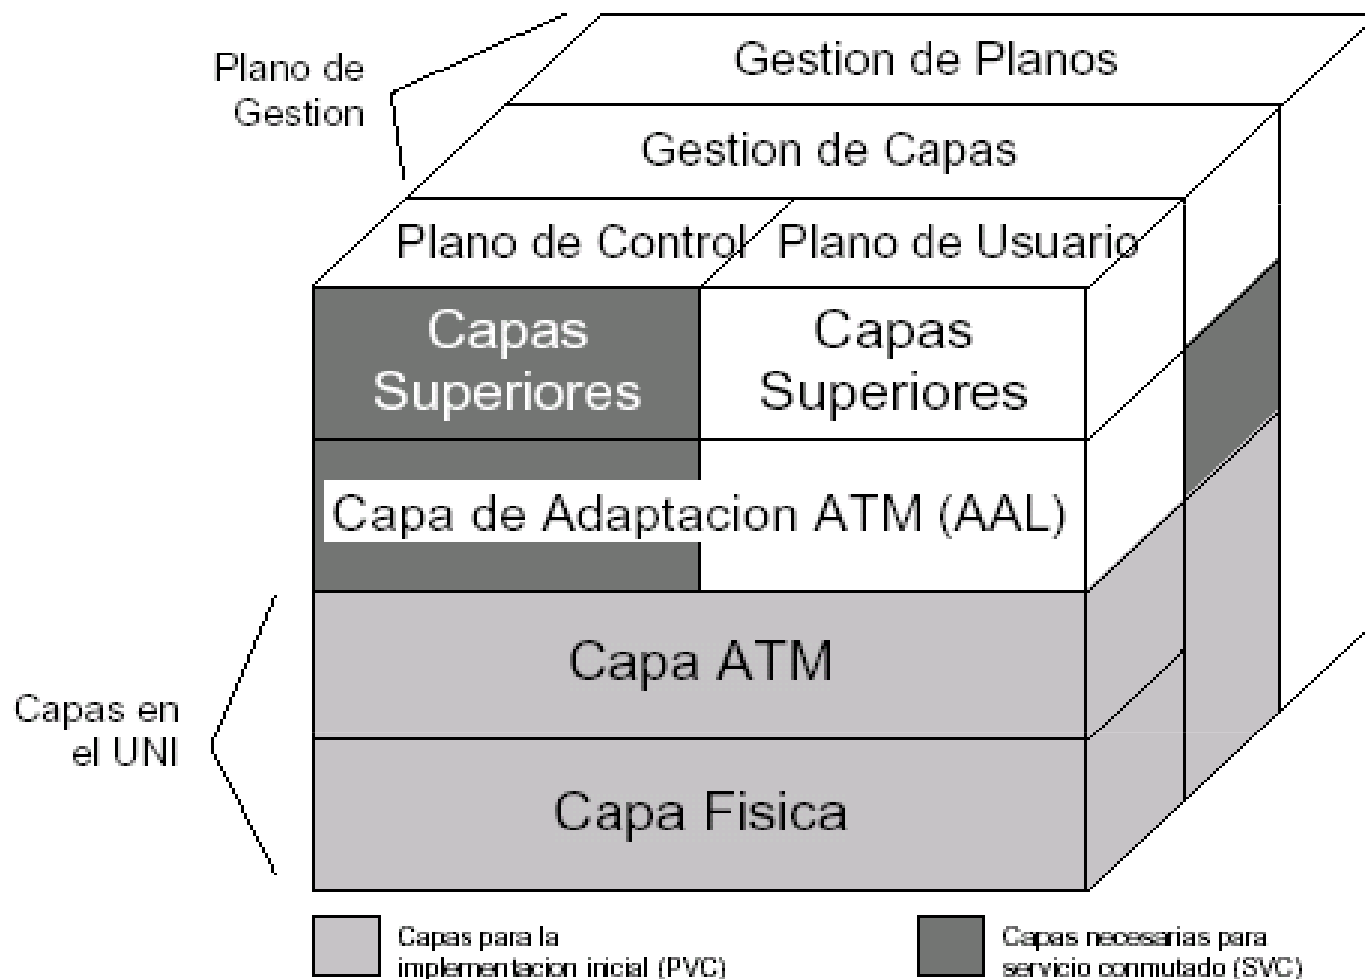 Plano de
Gestion
Gestion de Planos
Gestion de Capas
Plano de Control
Plano de Usuario
Capas
Superiores
Capas
Superiores
Capa de Adaptacion ATM (AAL)
Capas en
el UNI
Capa ATM
Capa Fisica
Capas para la
implementacion inicial (PVC)
Capas necesarias para
servicio conmutado (SVC)